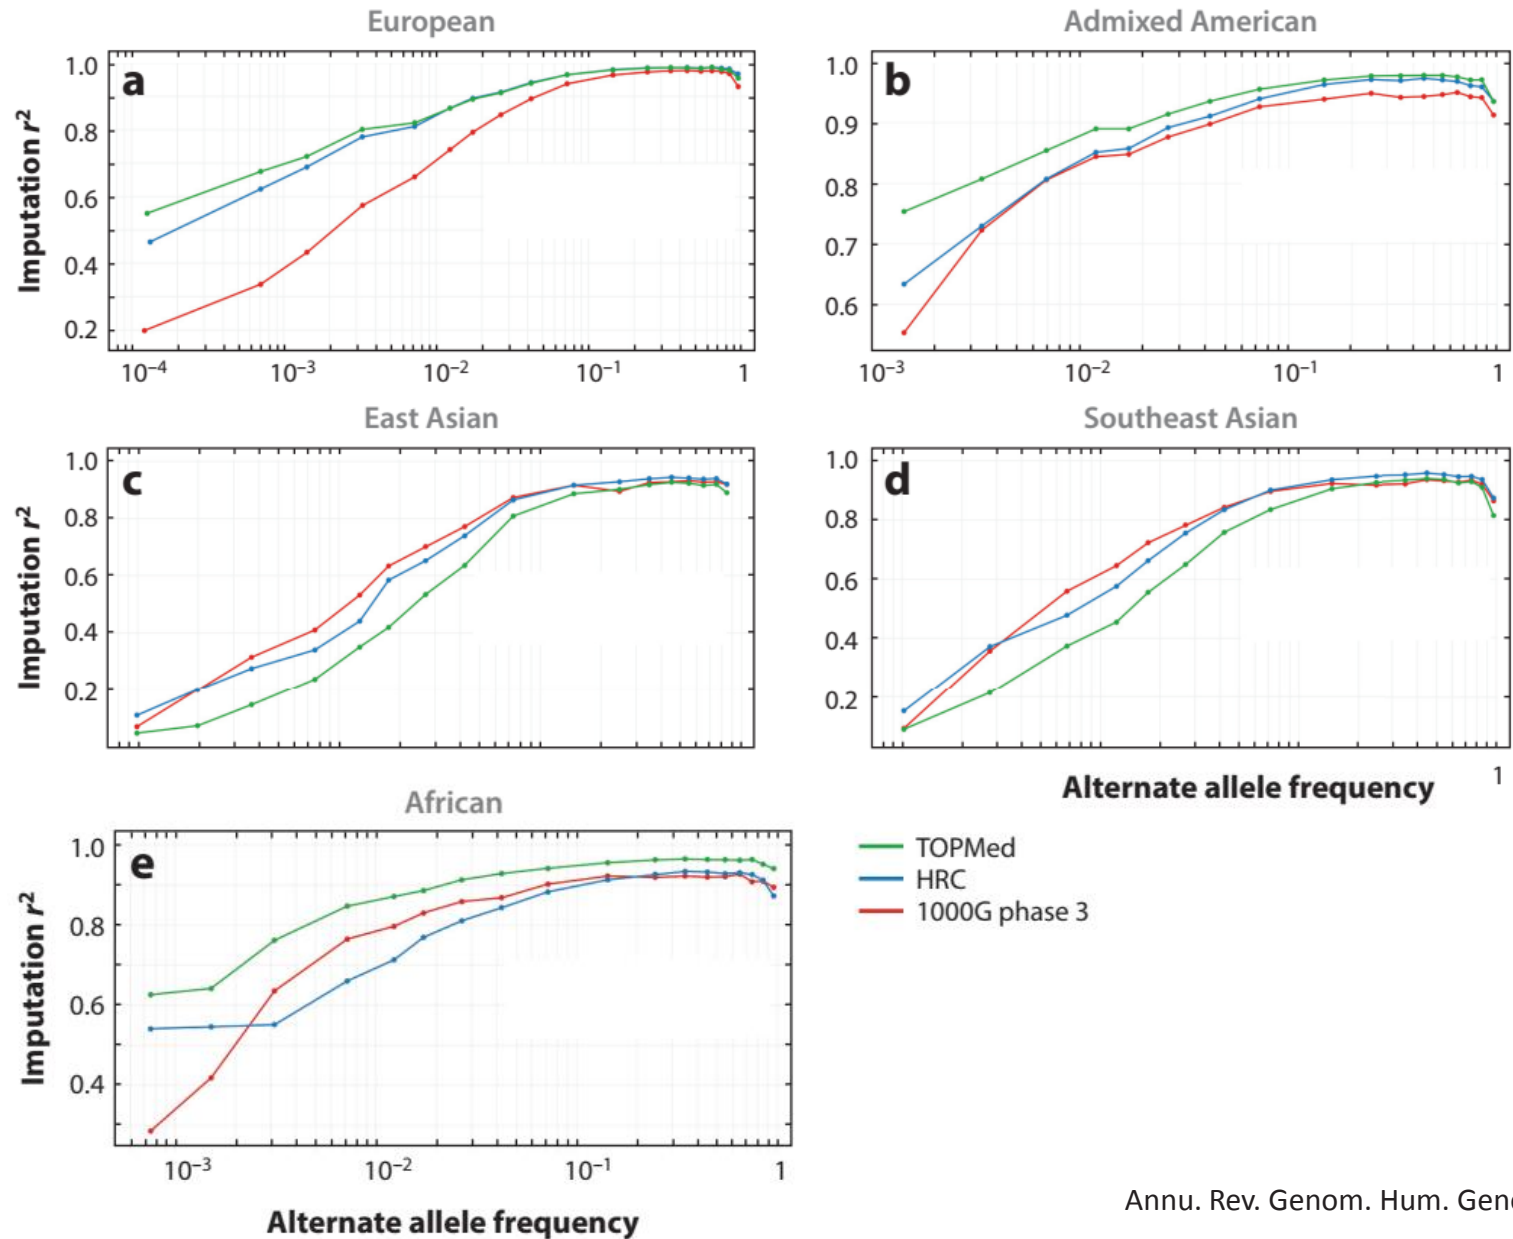 European
a
Imputation r²
1.0
0.8
0.6
0.4
0.2
10⁻⁴ 10⁻³ 10⁻² 10⁻¹ 1
Admixed American
b
1.0
0.9
0.8
0.7
0.6
10⁻³ 10⁻² 10⁻¹ 1
East Asian
c
Imputation r²
1.0
0.8
0.6
0.4
0.2
Southeast Asian
d
1.0
0.8
0.6
0.4
0.2
1
Alternate allele frequency
African
e
Imputation r²
1.0
0.8
0.6
0.4
10⁻³ 10⁻² 10⁻¹ 1
Alternate allele frequency
TOPMed
HRC
1000G phase 3
Annu. Rev. Genom. Hum.